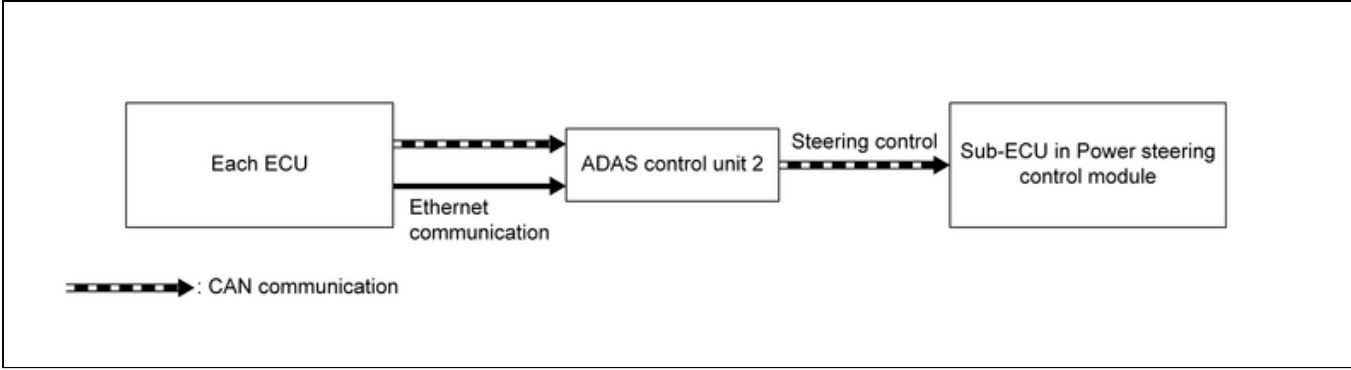 Each ECU
Ethernet
communication
ADAS control unit 2
Steering control
Sub-ECU in Power steering
control module
: CAN communication